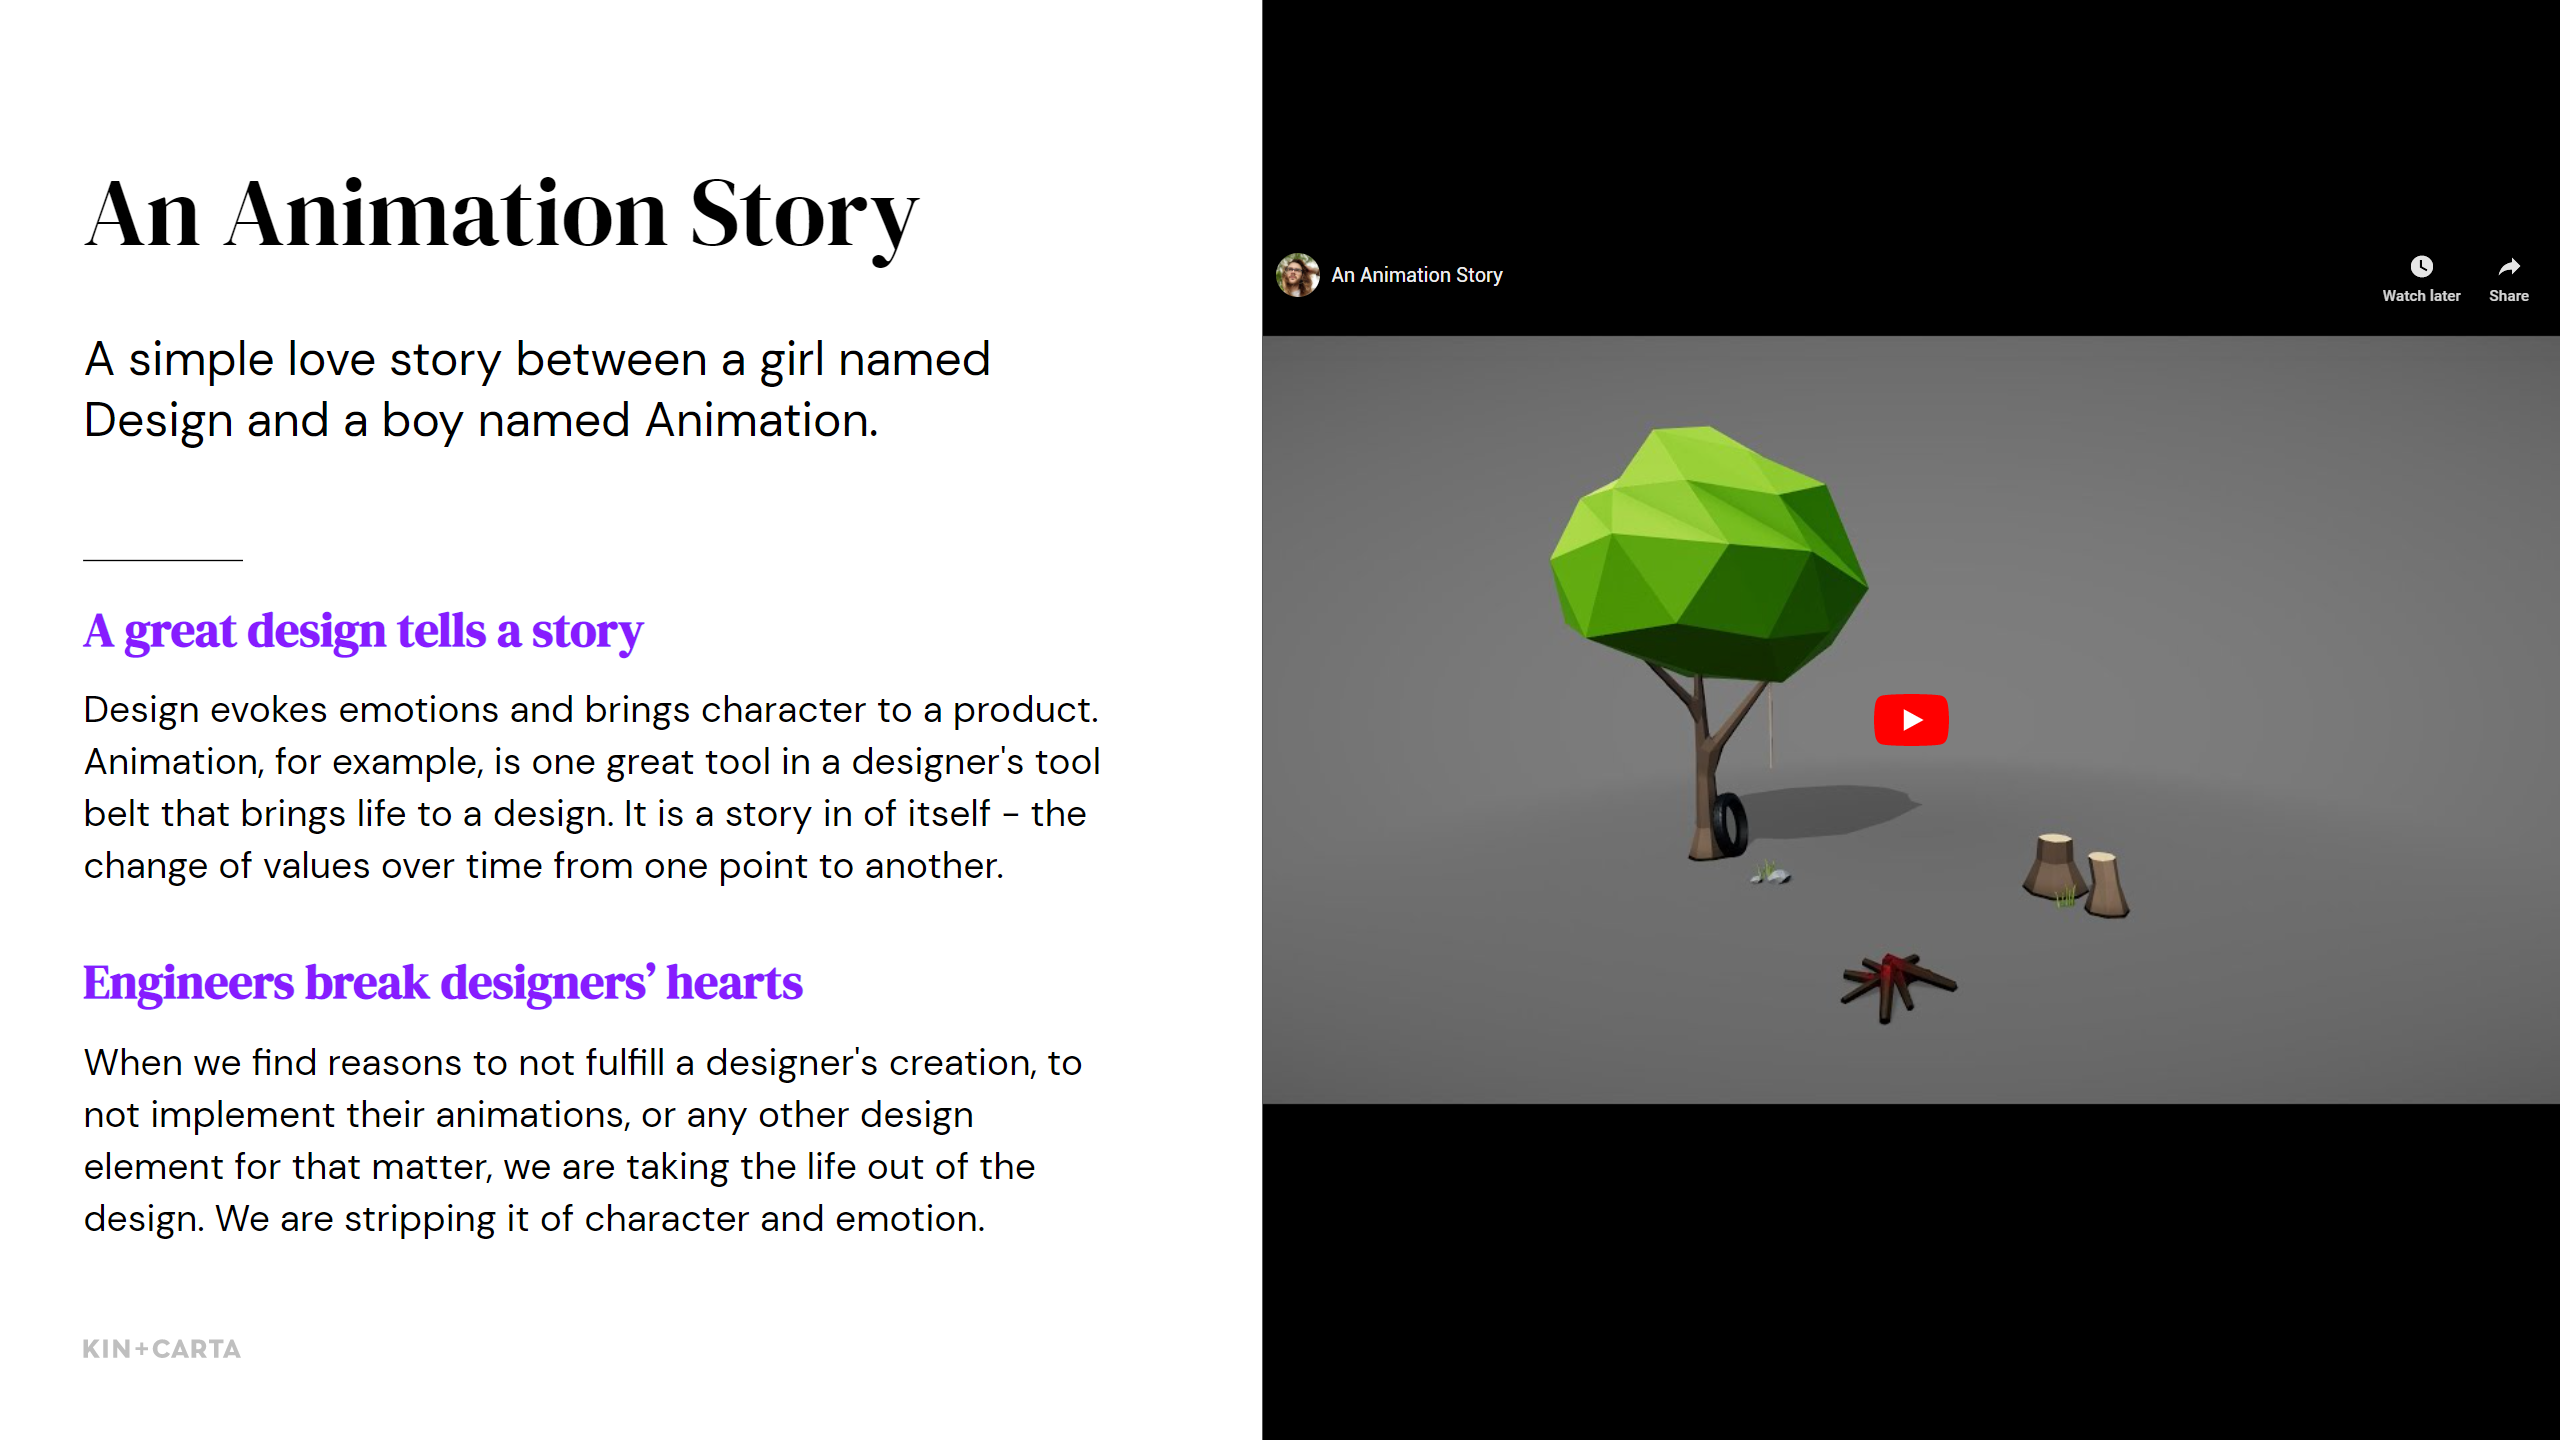 An Animation Story
A simple love story between a girl named
Design and a boy named Animation.
A great design tells a story
Design evokes emotions and brings character to a product.
Animation, for example, is one great tool in a designer's tool
belt that brings life to a design. It is a story in of itself - the
change of values over time from one point to another.
Engineers break designers’ hearts
When we find reasons to not fulfill a designer's creation, to
not implement their animations, or any other design
element for that matter, we are taking the life out of the
design. We are stripping it of character and emotion.
KIN+CARTA
An Animation Story
Watch later
Share